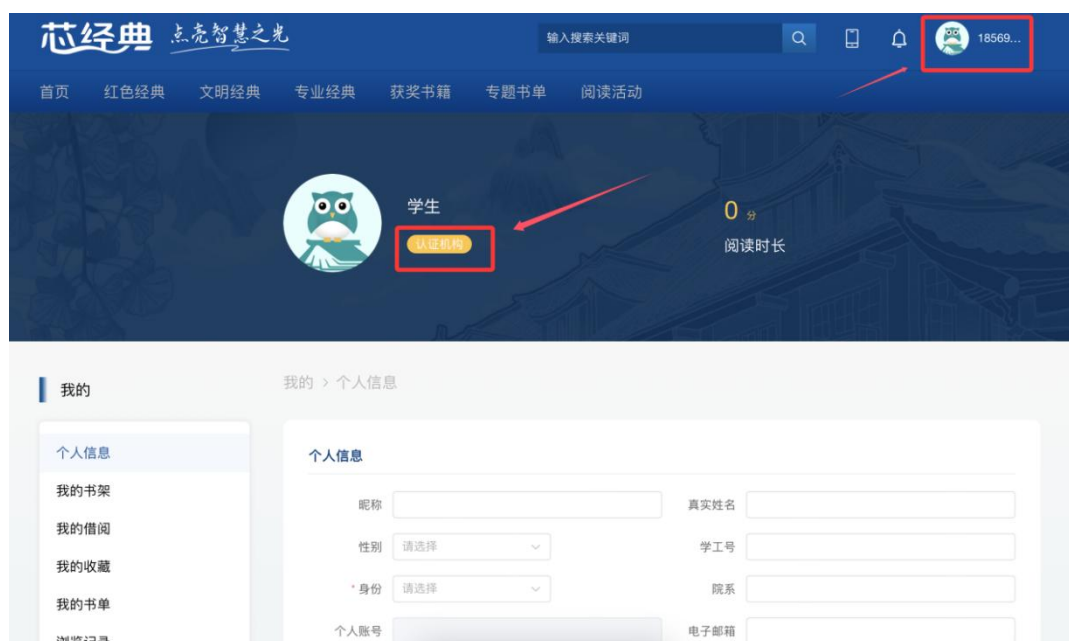 芯经典 点亮智慧之光 输入搜索关键词 18569...
首页 红色经典 文明经典 专业经典 获奖书籍 专题书单 阅读活动
学生 0 分
认证机构 阅读时长
我的 我的 > 个人信息
个人信息 个人信息
我的书架 昵称 真实姓名
我的借阅 性别 请选择 学工号
我的收藏
我的书单 * 身份 请选择 院系
浏览记录 个人账号 电子邮箱